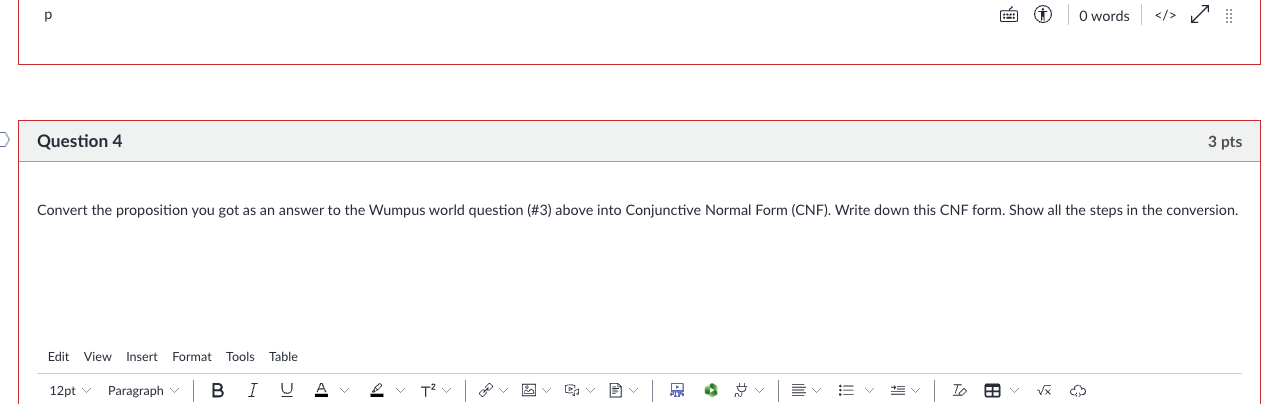 p
0 words
</>
Question 4
3 pts
Convert the proposition you got as an answer to the Wumpus world question (#3) above into Conjunctive Normal Form (CNF). Write down this CNF form. Show all the steps in the conversion.
Edit View Insert Format Tools Table
12pt Paragraph B I U A T²